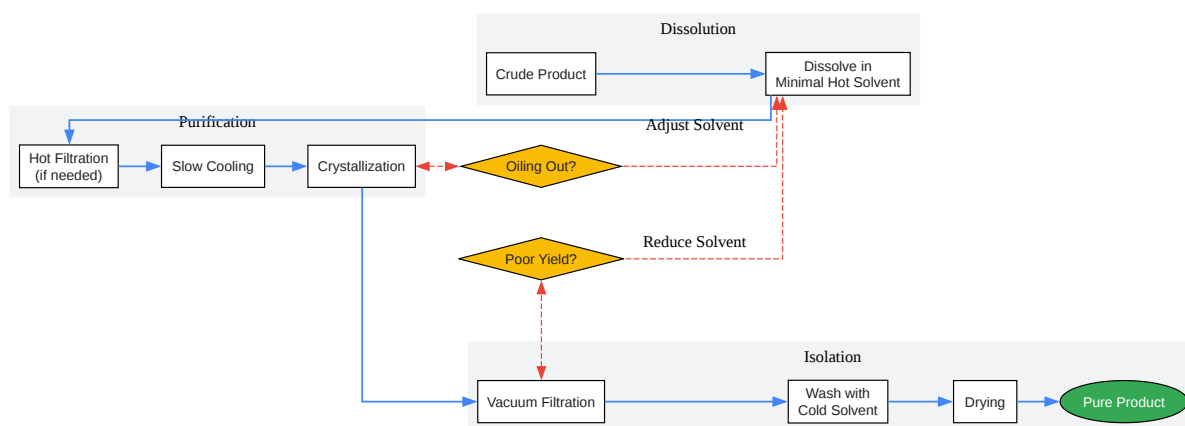 Dissolution
Crude Product
Dissolve in
Minimal Hot Solvent
Purification
Adjust Solvent
Hot Filtration
(if needed)
Slow Cooling
Crystallization
Oiling Out?
Reduce Solvent
Poor Yield?
Isolation
Vacuum Filtration
Wash with
Cold Solvent
Drying
Pure Product